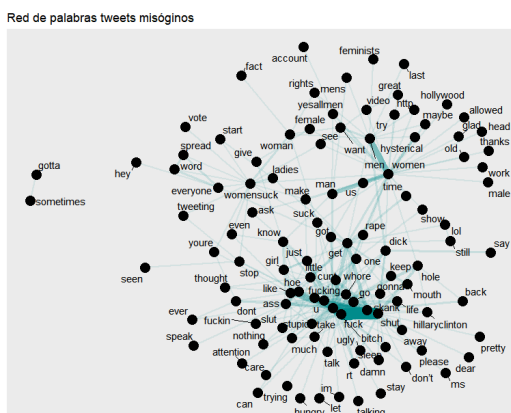 Red de palabras tweets misóginos
account
feminists
last
fact
rights
mens
great
hollywood
yesallmen
video
http
allowed
vote
female
try
maybe
glad
head
start
see
want
hysterical
thanks
spread
woman
old
give
men
women
work
gotta
hey
word
ladies
man
us
time
male
everyone
womensuck
make
sometimes
tweeting
ask
suck
show
even
know
got
rape
lol
youre
just
get
dick
still
say
girl
little
one
keep
seen
stop
cunt
whore
hole
thought
like
hoe
fucking
go
gonna
mouth
back
ass
skank
life
ever
dont
u
hillaryclinton
fuckin
slut
stupid
take
fuck
shut
speak
nothing
much
ugly
bitch
away
pretty
attention
talk
sleep
please
care
rt
damn
don't
dear
ms
can
trying
im
stay
hungry
let
talking